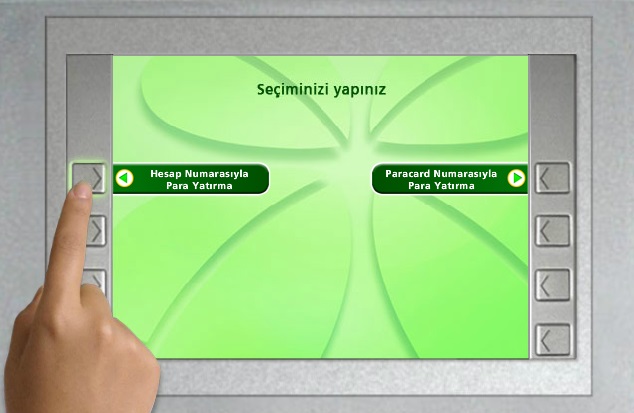 Seçiminizi yapınız
Hesap Numarasıyla
Para Yatırma
Paracard Numarasıyla
Para Yatırma